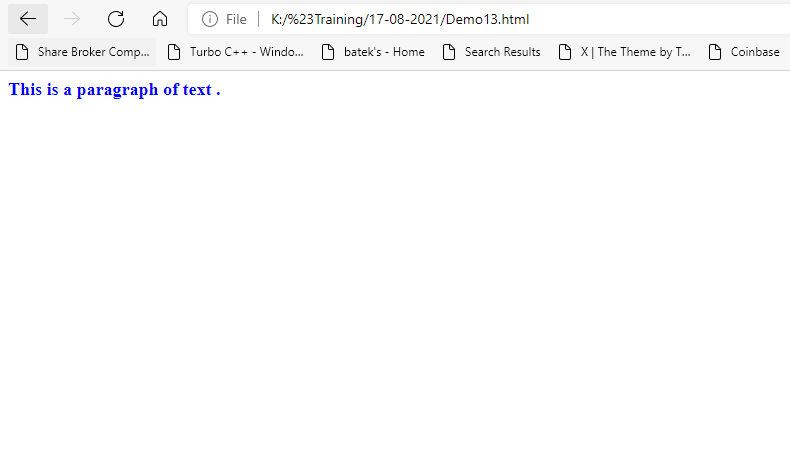 File | K:/%23Training/17-08-2021/Demo13.html
Share Broker Comp... Turbo C++ - Windo... batek's - Home Search Results X | The Theme by T... Coinbase
This is a paragraph of text .